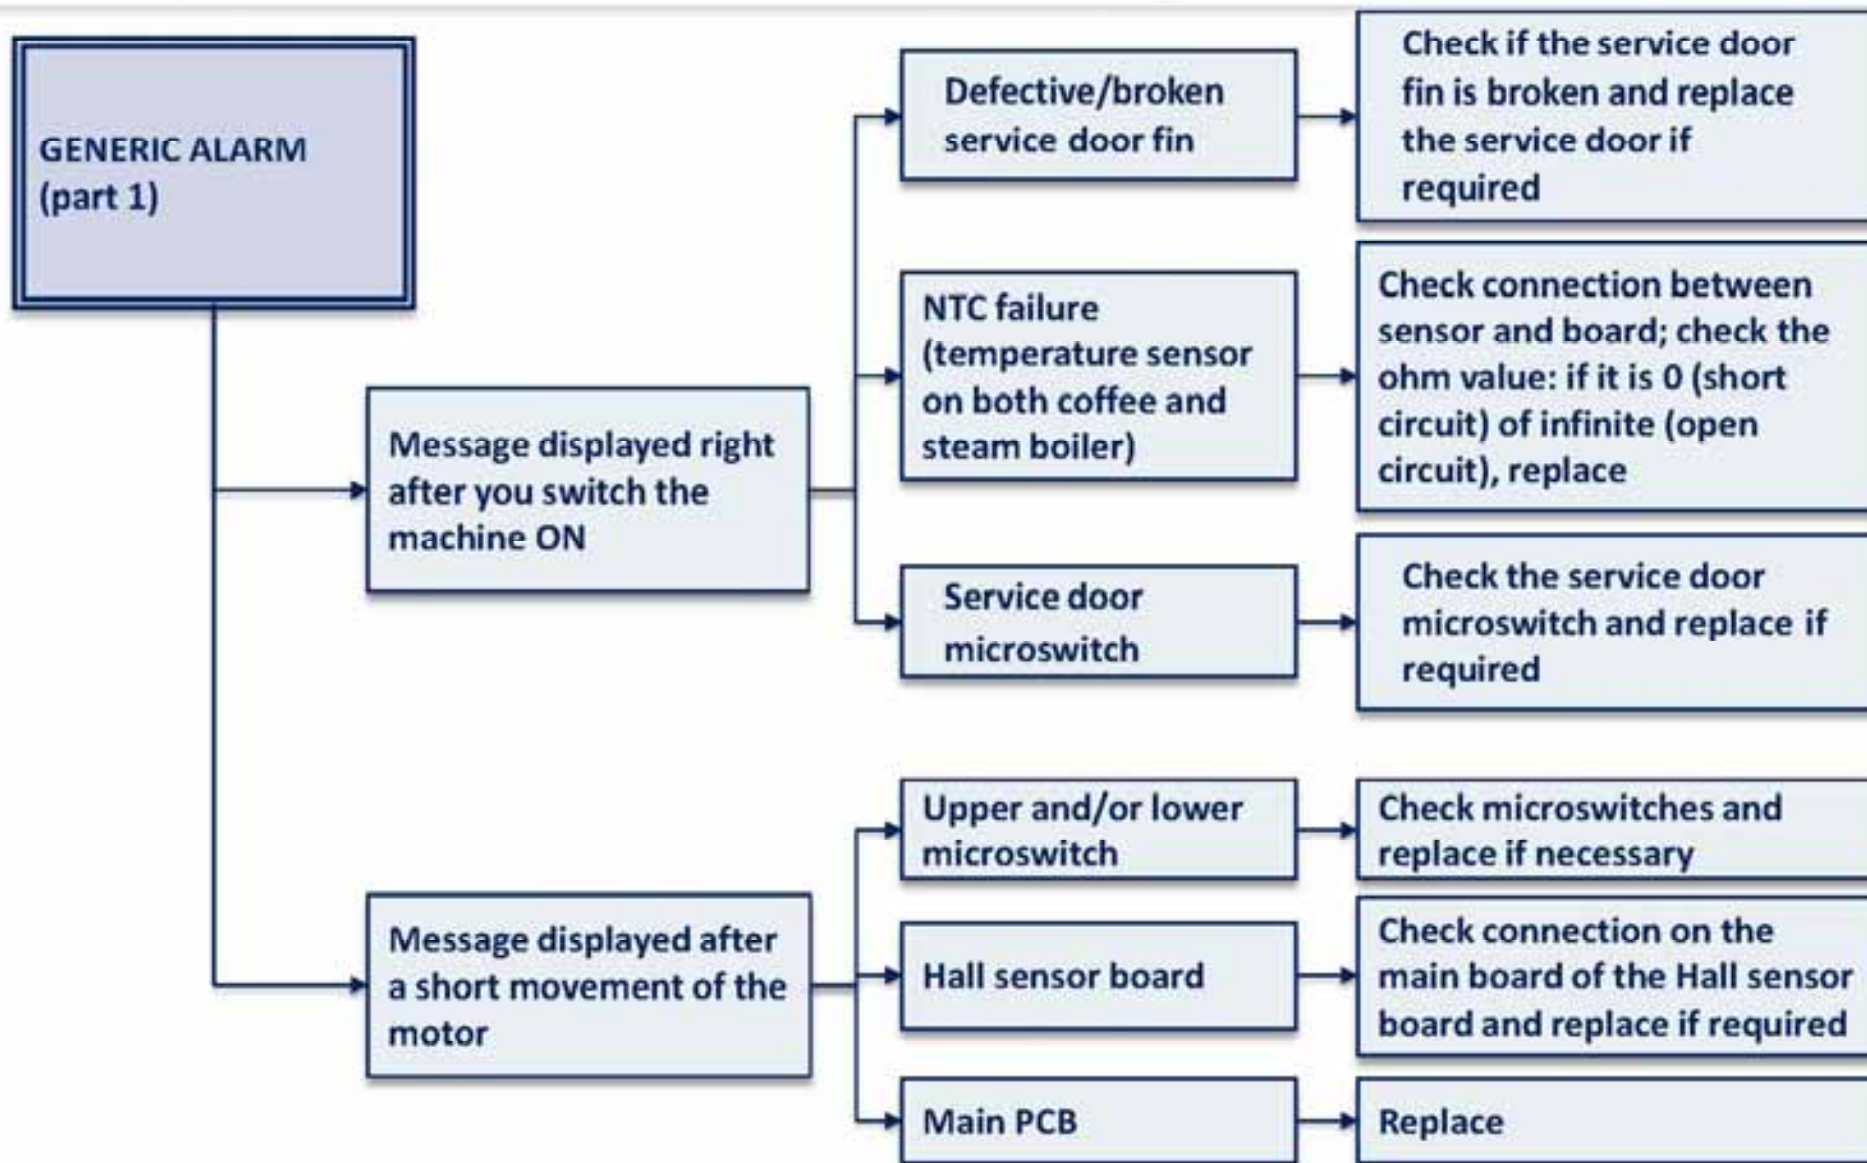 GENERIC ALARM
(part 1)
Message displayed right
after you switch the
machine ON
Defective/broken
service door fin
Check if the service door
fin is broken and replace
the service door if
required
NTC failure
(temperature sensor
on both coffee and
steam boiler)
Check connection between
sensor and board; check the
ohm value: if it is 0 (short
circuit) of infinite (open
circuit), replace
Service door
microswitch
Check the service door
microswitch and replace if
required
Message displayed after
a short movement of the
motor
Upper and/or lower
microswitch
Check microswitches and
replace if necessary
Hall sensor board
Check connection on the
main board of the Hall sensor
board and replace if required
Main PCB
Replace